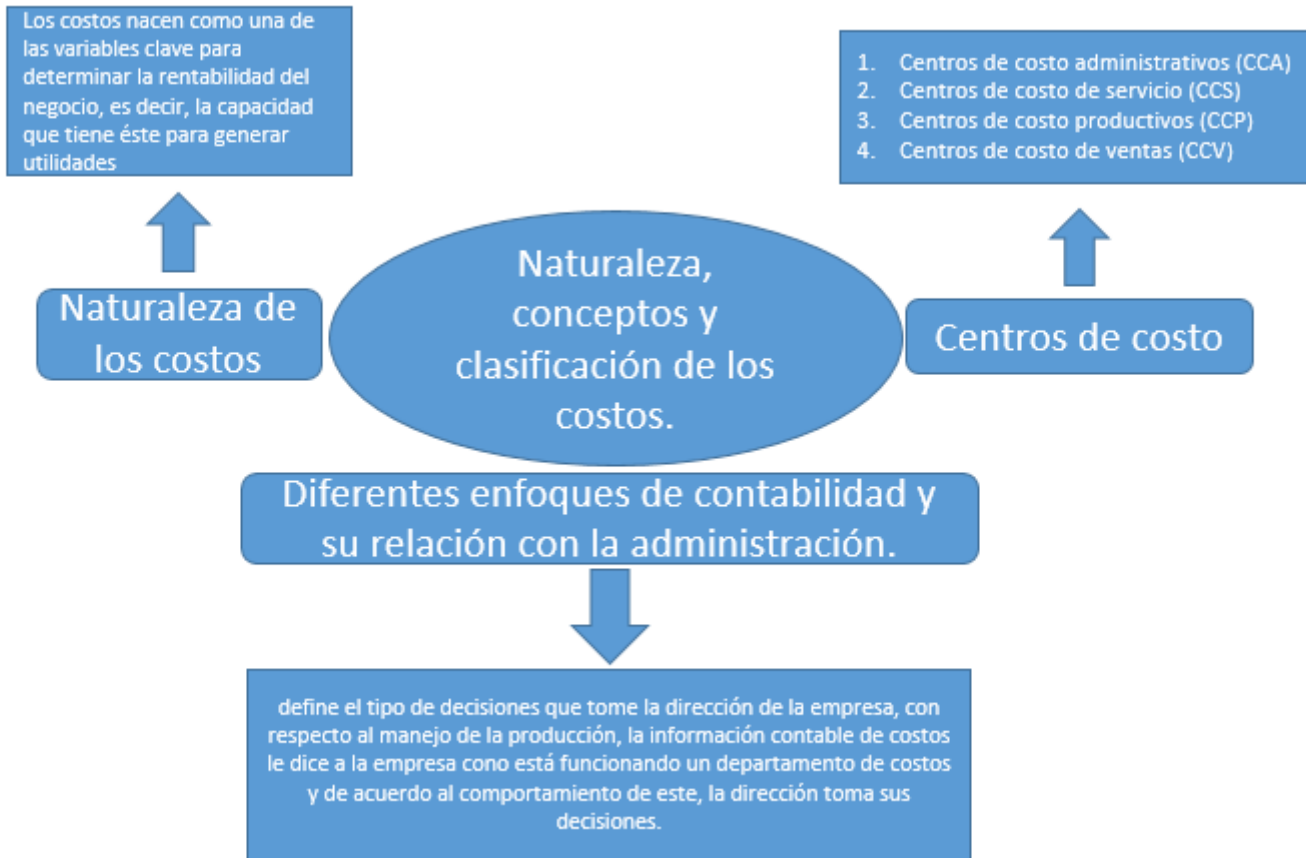 Los costos nacen como una de
las variables clave para
determinar la rentabilidad del
negocio, es decir, la capacidad
que tiene éste para generar
utilidades
1. Centros de costo administrativos (CCA)
2. Centros de costo de servicio (CCS)
3. Centros de costo productivos (CCP)
4. Centros de costo de ventas (CCV)
Naturaleza de
los costos
Naturaleza,
conceptos y
clasificación de los
costos.
Centros de costo
Diferentes enfoques de contabilidad y
su relación con la administración.
define el tipo de decisiones que tome la dirección de la empresa, con
respecto al manejo de la producción, la información contable de costos
le dice a la empresa cono está funcionando un departamento de costos
y de acuerdo al comportamiento de este, la dirección toma sus
decisiones.